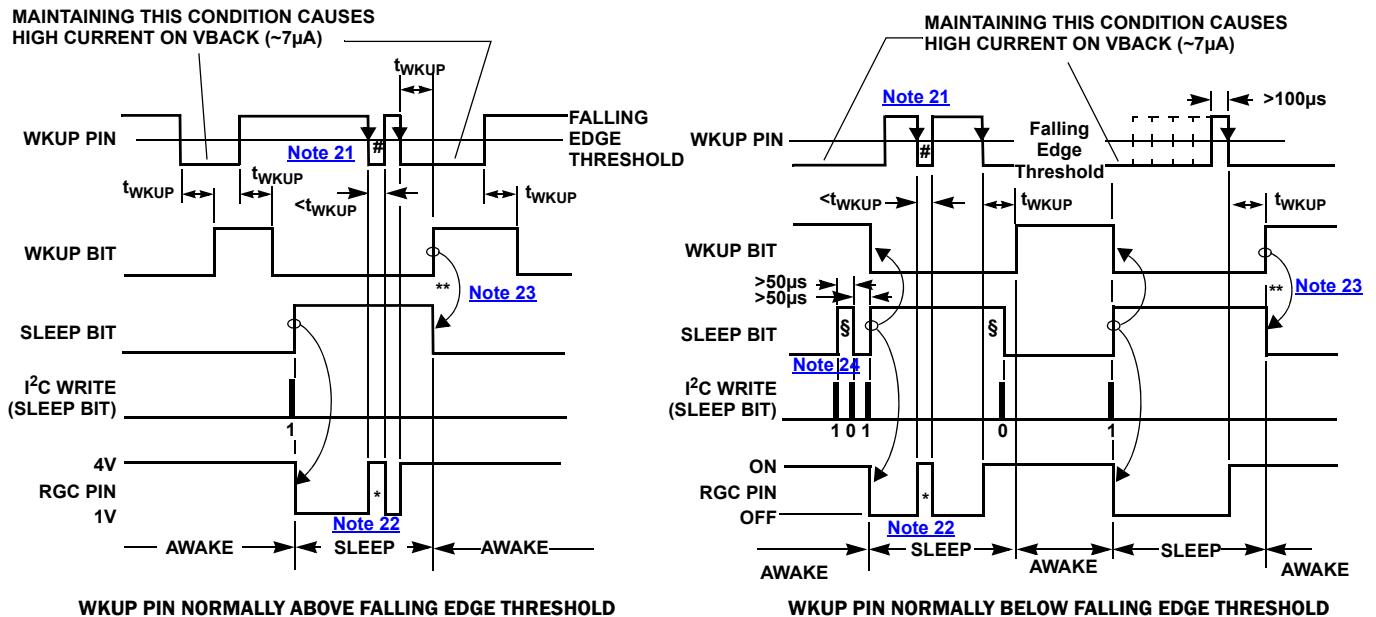 MAINTAINING THIS CONDITION CAUSES
HIGH CURRENT ON VBACK (~7µA)
tWKUP
WKUP PIN
Note 21
#
FALLING
EDGE
THRESHOLD
tWKUP
tWKUP
<tWKUP
tWKUP
WKUP BIT
**
Note 23
SLEEP BIT
I2C WRITE
(SLEEP BIT)
1
4V
RGC PIN
1V
*
Note 22
AWAKE
SLEEP
AWAKE
WKUP PIN NORMALLY ABOVE FALLING EDGE THRESHOLD
MAINTAINING THIS CONDITION CAUSES
HIGH CURRENT ON VBACK (~7µA)
Note 21
>100µs
WKUP PIN
#
Falling
Edge
Threshold
<tWKUP
tWKUP
tWKUP
WKUP BIT
>50µs
>50µs
**
Note 23
SLEEP BIT
§
§
Note 24
I2C WRITE
(SLEEP BIT)
1 0 1
0
1
ON
RGC PIN
OFF
*
Note 22
AWAKE
SLEEP
AWAKE
SLEEP
AWAKE
WKUP PIN NORMALLY BELOW FALLING EDGE THRESHOLD